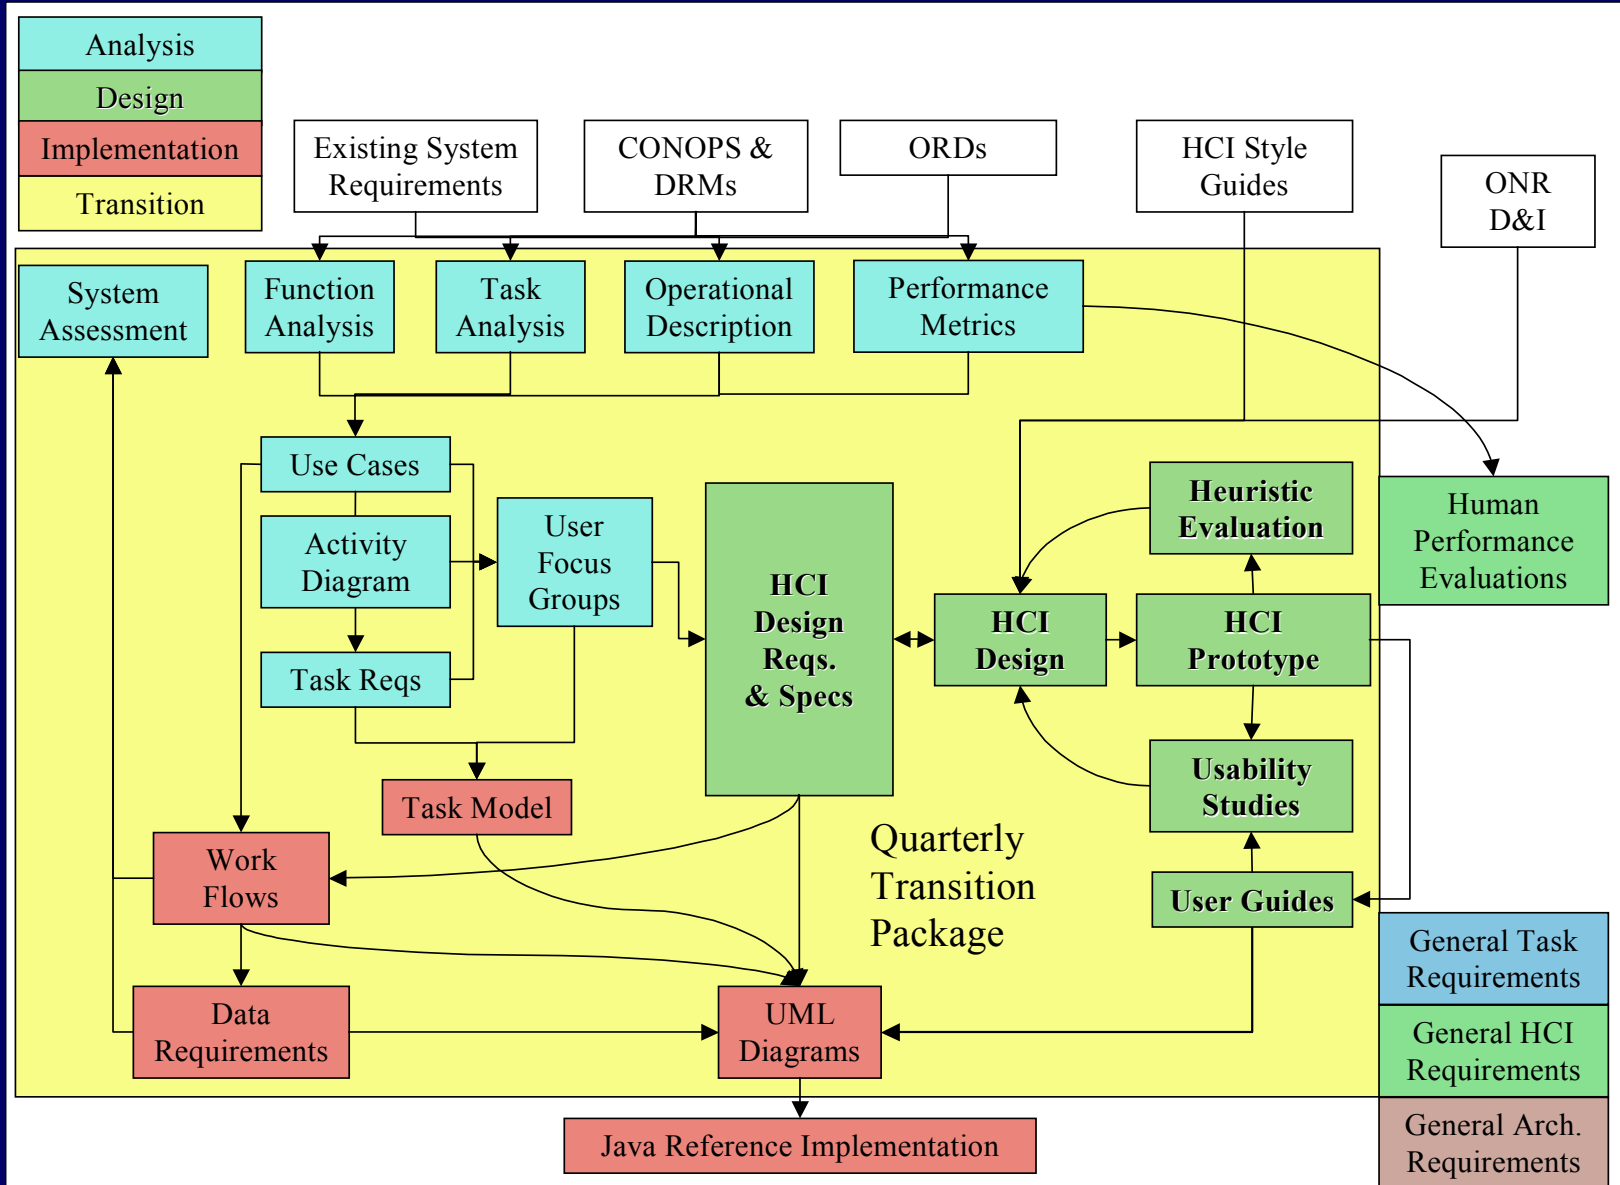 Analysis
Design
Implementation
Transition
Existing System
Requirements
CONOPS &
DRMs
ORDs
HCI Style
Guides
ONR
D&I
System
Assessment
Function
Analysis
Task
Analysis
Operational
Description
Performance
Metrics
Use Cases
Activity
Diagram
Task Reqs
User
Focus
Groups
HCI
Design
Reqs.
& Specs
HCI
Design
Heuristic
Evaluation
HCI
Prototype
Usability
Studies
User Guides
Human
Performance
Evaluations
Task Model
Work
Flows
Data
Requirements
UML
Diagrams
Quarterly
Transition
Package
General Task
Requirements
General HCI
Requirements
General Arch.
Requirements
Java Reference Implementation